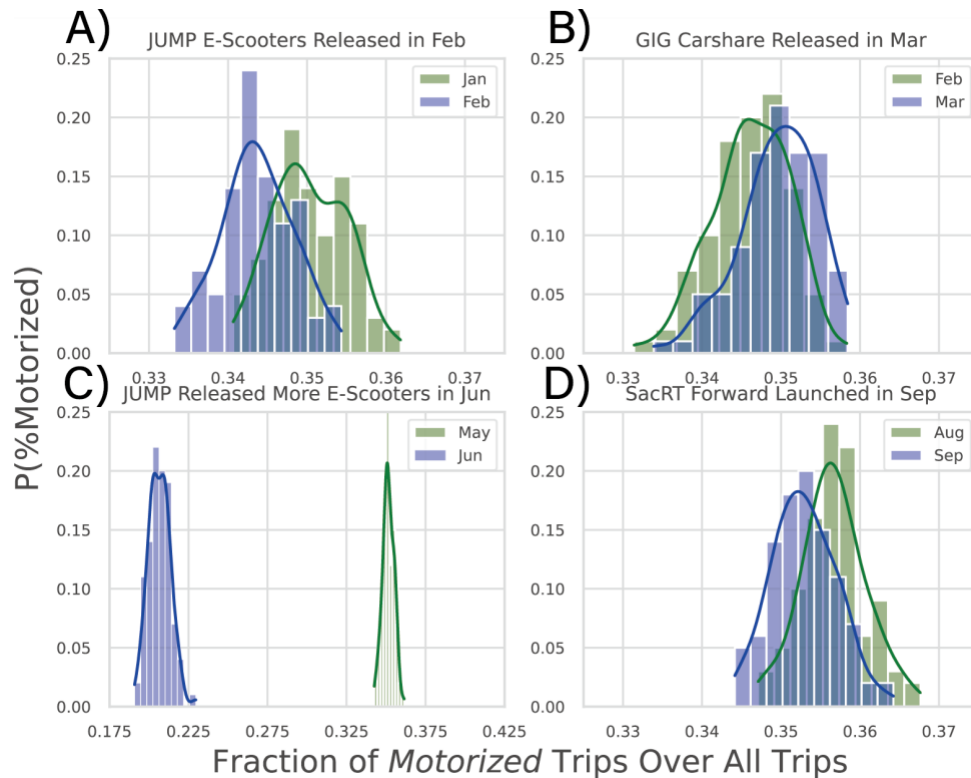 A)
JUMP E-Scooters Released in Feb
0.25
0.20
0.15
0.10
0.05
0.00
0.33
0.34
0.35
0.36
0.37
Jan
Feb
B)
GIG Carshare Released in Mar
0.25
0.20
0.15
0.10
0.05
0.00
0.33
0.34
0.35
0.36
0.37
Feb
Mar
C)
JUMP Released More E-Scooters in Jun
0.25
0.20
0.15
0.10
0.05
0.00
0.175
0.225
0.275
0.325
0.375
0.425
May
Jun
D)
SacRT Forward Launched in Sep
0.25
0.20
0.15
0.10
0.05
0.00
0.33
0.34
0.35
0.36
0.37
Aug
Sep
P(%Motorized)
Fraction of Motorized Trips Over All Trips